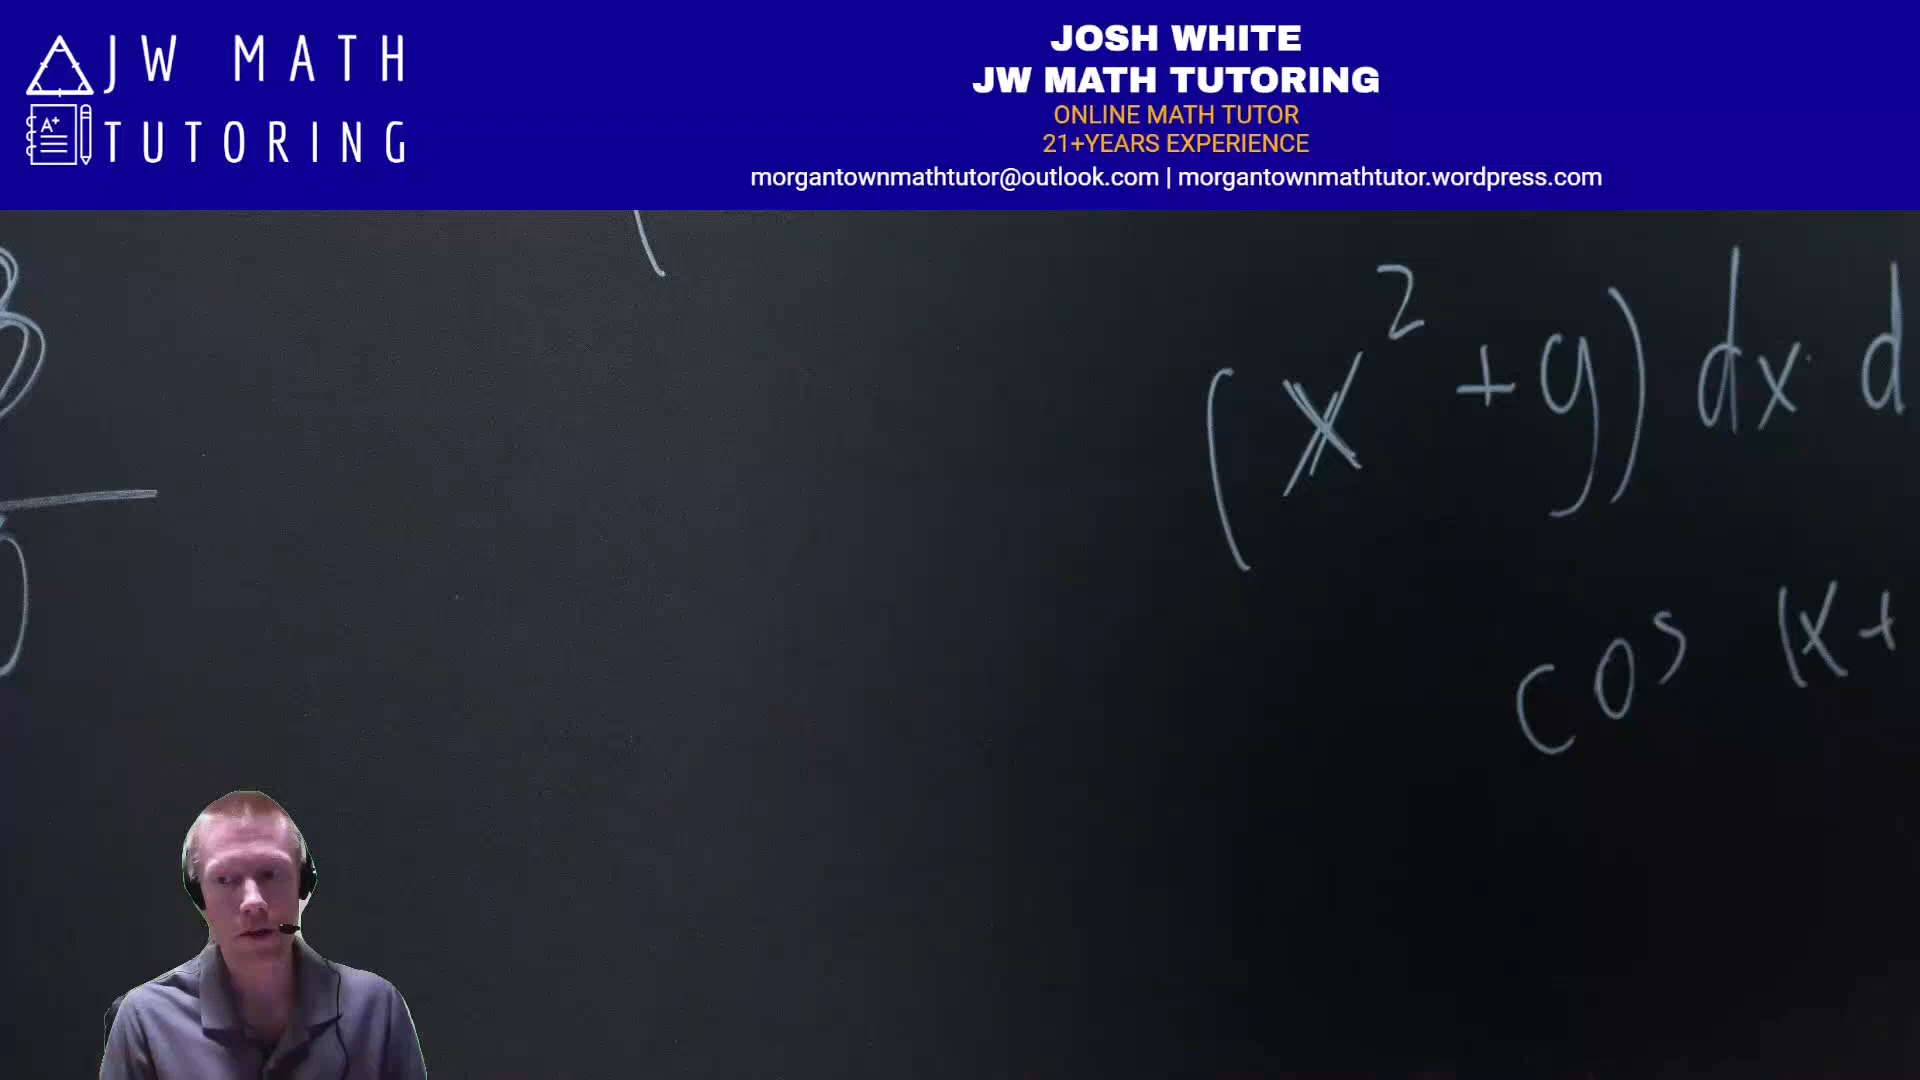 JW MATH
TUTORING
A+
JOSH WHITE
JW MATH TUTORING
ONLINE MATH TUTOR
21+YEARS EXPERIENCE
morgantownmathtutor@outlook.com | morgantownmathtutor.wordpress.com
(x²+y) dx d
cos (x+